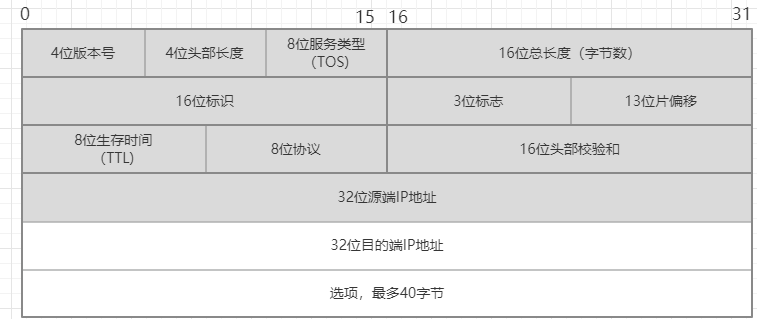 0 15 16 31
4位版本号 4位头部长度 8位服务类型 16位总长度（字节数）
(TOS)
16位标识 3位标志 13位片偏移
8位生存时间 8位协议 16位头部校验和
(TTL)
32位源端IP地址
32位目的端IP地址
选项，最多40字节